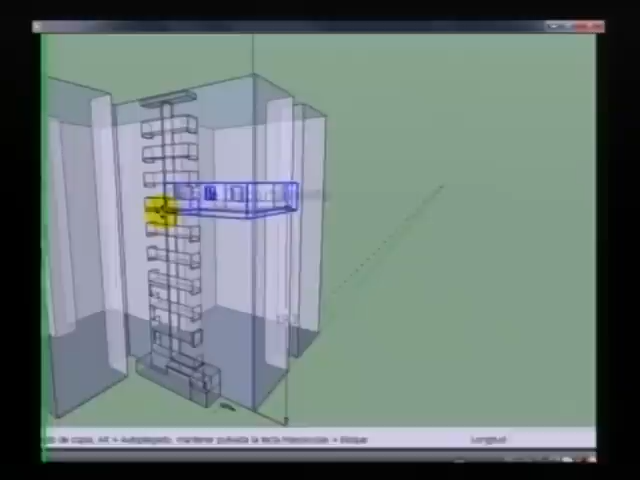 de copia, Alt = Autoplegado, mantener pulsada la tecla Mayúsculas = Bloque Longitud